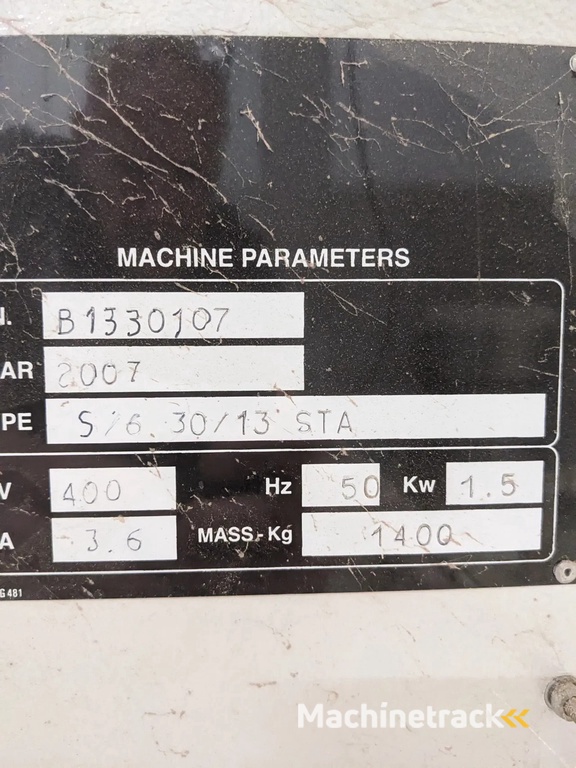 MACHINE PARAMETERS
N. B1330107
AR 2007
PE S/6 30/13 STA
V 400 Hz 50 Kw 1.5
A 3.6 MASS.-Kg 1400
G 481
Machinetrack